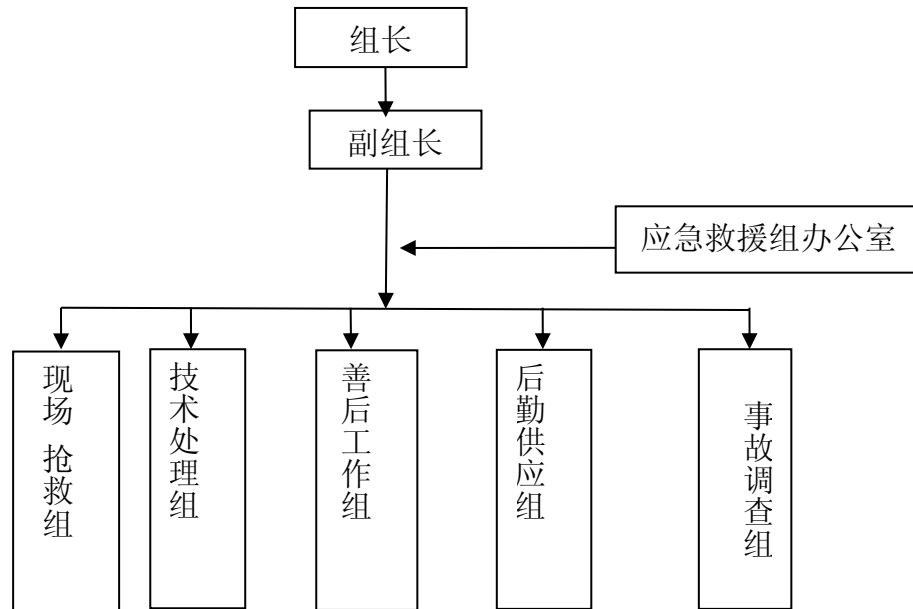 组长
副组长
应急救援组办公室
现场 抢救组
技术处理组
善后工作组
后勤供应组
事故调查组